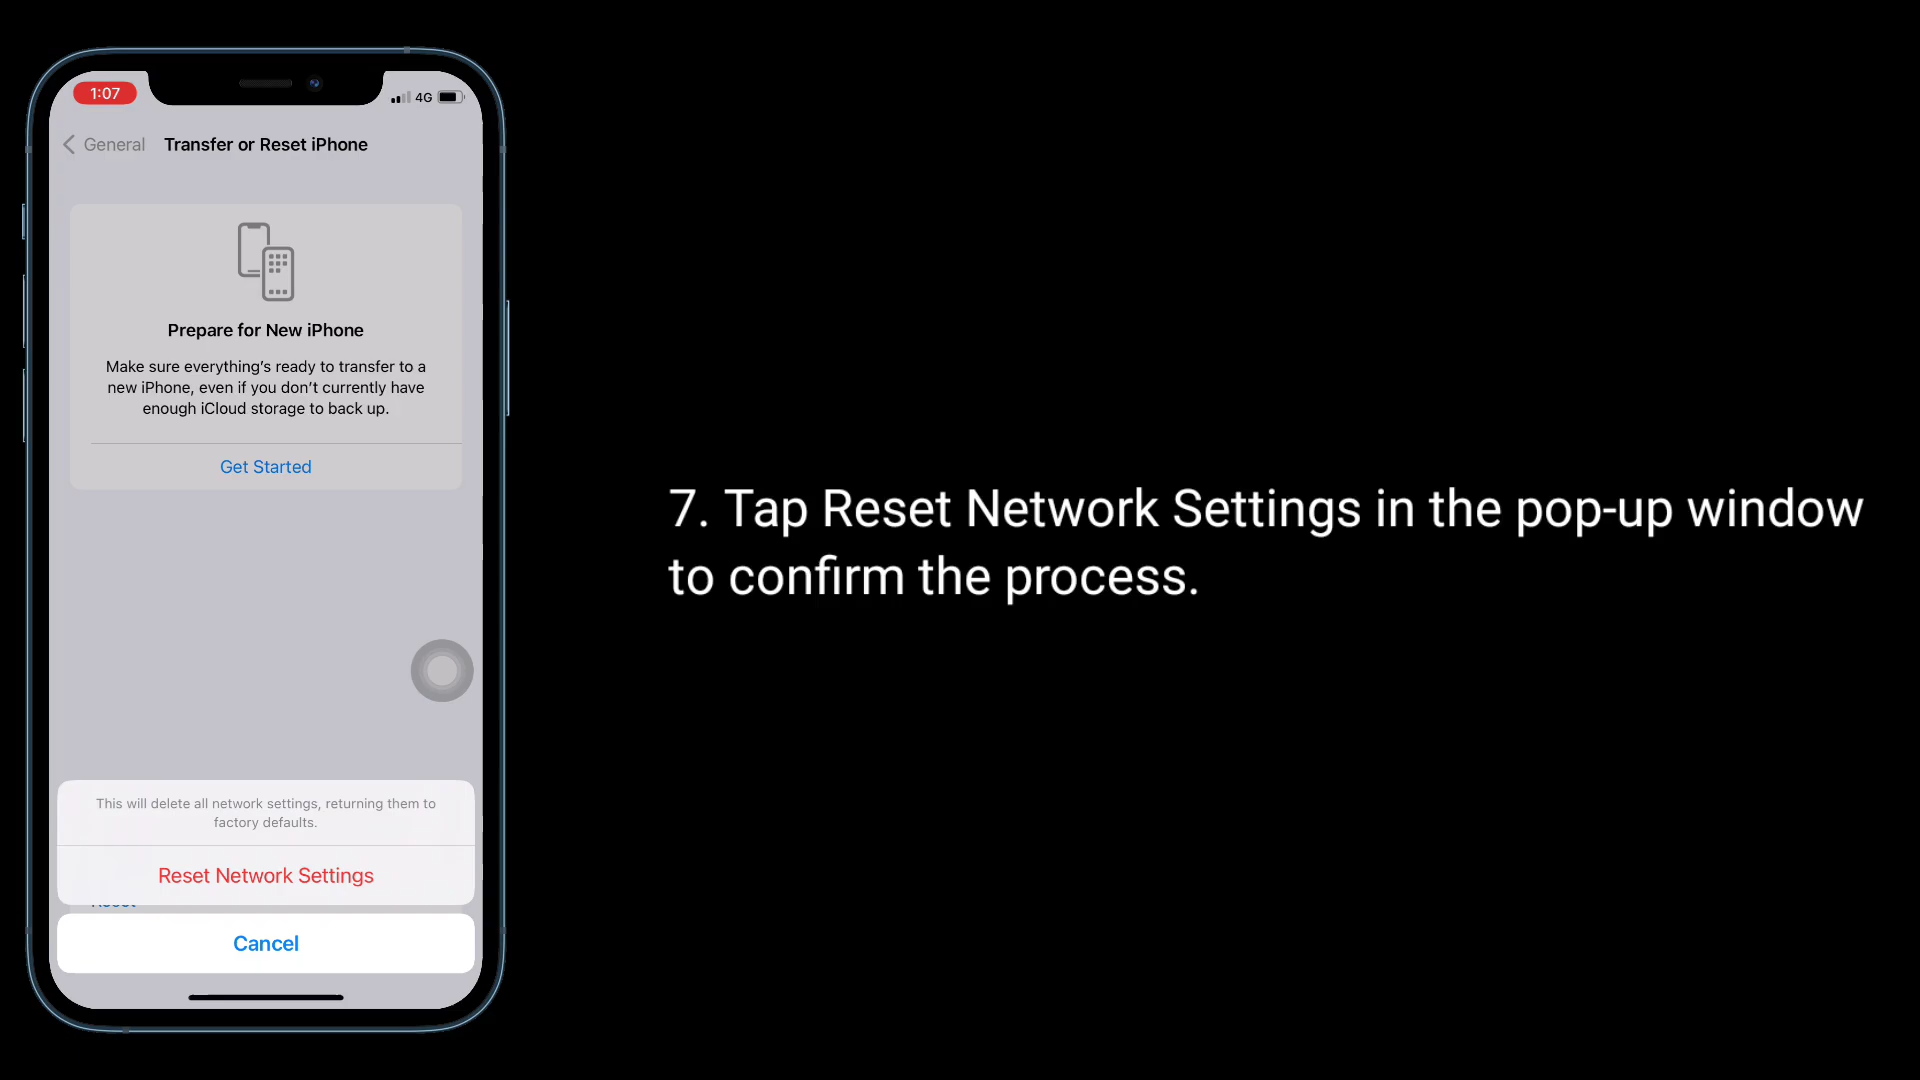 1:07
4G
General
Transfer or Reset iPhone
Prepare for New iPhone
Make sure everything’s ready to transfer to a
new iPhone, even if you don’t currently have
enough iCloud storage to back up.
Get Started
This will delete all network settings, returning them to
factory defaults.
Reset Network Settings
Reset
Cancel
7. Tap Reset Network Settings in the pop-up window
to confirm the process.